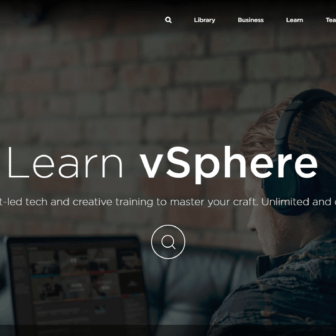 Library Business Learn Tea
Learn vSphere
t-led tech and creative training to master your craft. Unlimited and